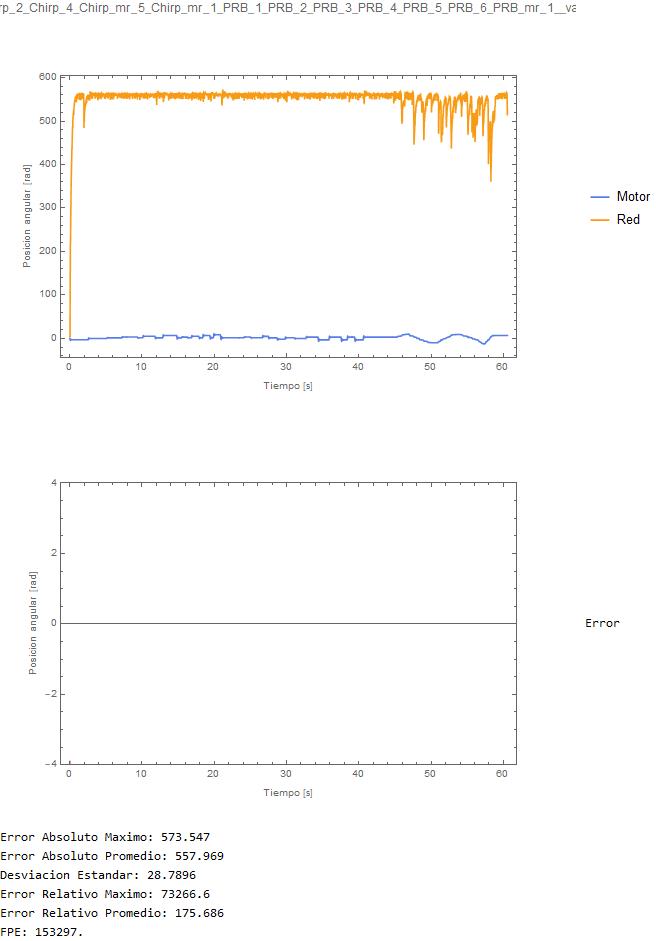 rp_2_Chirp_4_Chirp_mr_5_Chirp_mr_1_PRB_1_PRB_2_PRB_3_PRB_4_PRB_5_PRB_6_PRB_mr_1__va
600
500
400
300
200
100
0
Posicion angular [rad]
0 10 20 30 40 50 60
Tiempo [s]
Motor
Red
4
2
0
−2
−4
Posicion angular [rad]
0 10 20 30 40 50 60
Tiempo [s]
Error
Error Absoluto Maximo: 573.547
Error Absoluto Promedio: 557.969
Desviacion Estandar: 28.7896
Error Relativo Maximo: 73266.6
Error Relativo Promedio: 175.686
FPE: 153297.